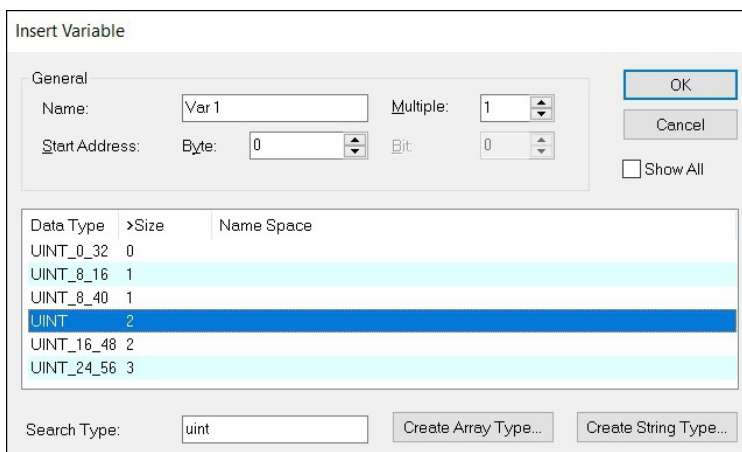 Insert Variable
General
OK
Name: Var 1 Multiple: 1
Cancel
Start Address: Byte: 0 Bit: 0
Show All
Data Type >Size Name Space
UINT_0_32 0
UINT_8_16 1
UINT_8_40 1
UINT 2
UINT_16_48 2
UINT_24_56 3
Search Type: uint Create Array Type... Create String Type...